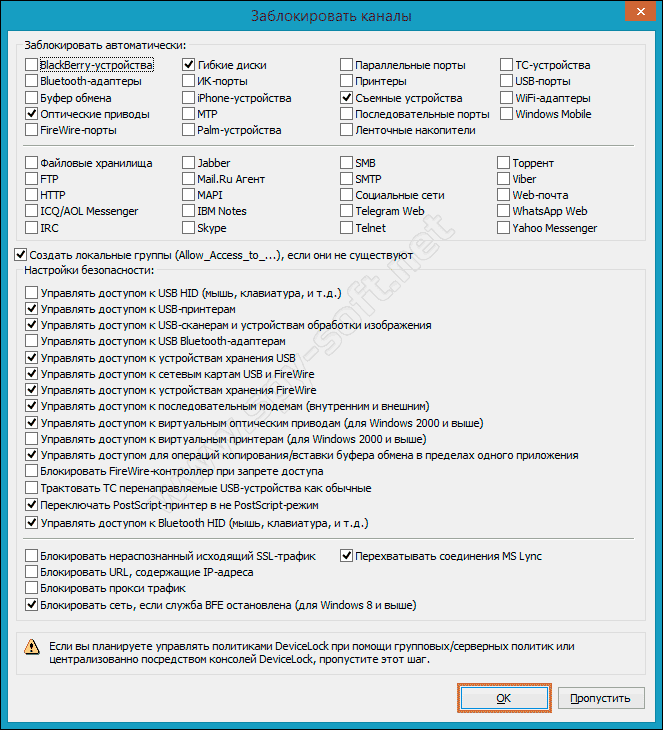 Заблокировать каналы
Заблокировать автоматически:
BlackBerry-устройства Гибкие диски Параллельные порты ТС-устройства
Bluetooth-адаптеры ИК-порты Принтеры USB-порты
Буфер обмена iPhone-устройства Съемные устройства WiFi-адаптеры
Оптические приводы MTP Последовательные порты Windows Mobile
FireWire-порты Palm-устройства Ленточные накопители
Файловые хранилища Jabber SMB Торрент
FTP Mail.Ru Агент SMTP Viber
HTTP MAPI Социальные сети Web-почта
ICQ/AOL Messenger IBM Notes Telegram Web WhatsApp Web
IRC Skype Telnet Yahoo Messenger
Создать локальные группы (Allow_Access_to_...), если они не существуют
Настройки безопасности:
Управлять доступом к USB HID (мышь, клавиатура, и т.д.)
Управлять доступом к USB-принтерам
Управлять доступом к USB-сканерам и устройствам обработки изображения
Управлять доступом к USB Bluetooth-адаптерам
Управлять доступом к устройствам хранения USB
Управлять доступом к сетевым картам USB и FireWire
Управлять доступом к устройствам хранения FireWire
Управлять доступом к последовательным модемам (внутренним и внешним)
Управлять доступом к виртуальным оптическим приводам (для Windows 2000 и выше)
Управлять доступом к виртуальным принтерам (для Windows 2000 и выше)
Управлять доступом для операций копирования/вставки буфера обмена в пределах одного приложения
Блокировать FireWire-контроллер при запрете доступа
Трактовать ТС перенаправляемые USB-устройства как обычные
Переключать PostScript-принтер в не PostScript-режим
Управлять доступом к Bluetooth HID (мышь, клавиатура, и т.д.)
Блокировать нераспознанный исходящий SSL-трафик Перехватывать соединения MS Lync
Блокировать URL, содержащие IP-адреса
Блокировать прокси трафик
Блокировать сеть, если служба BFE остановлена (для Windows 8 и выше)
Если вы планируете управлять политиками DeviceLock при помощи групповых/серверных политик или
централизованно посредством консолей DeviceLock, пропустите этот шаг.
OK Пропустить
www.spy-soft.net